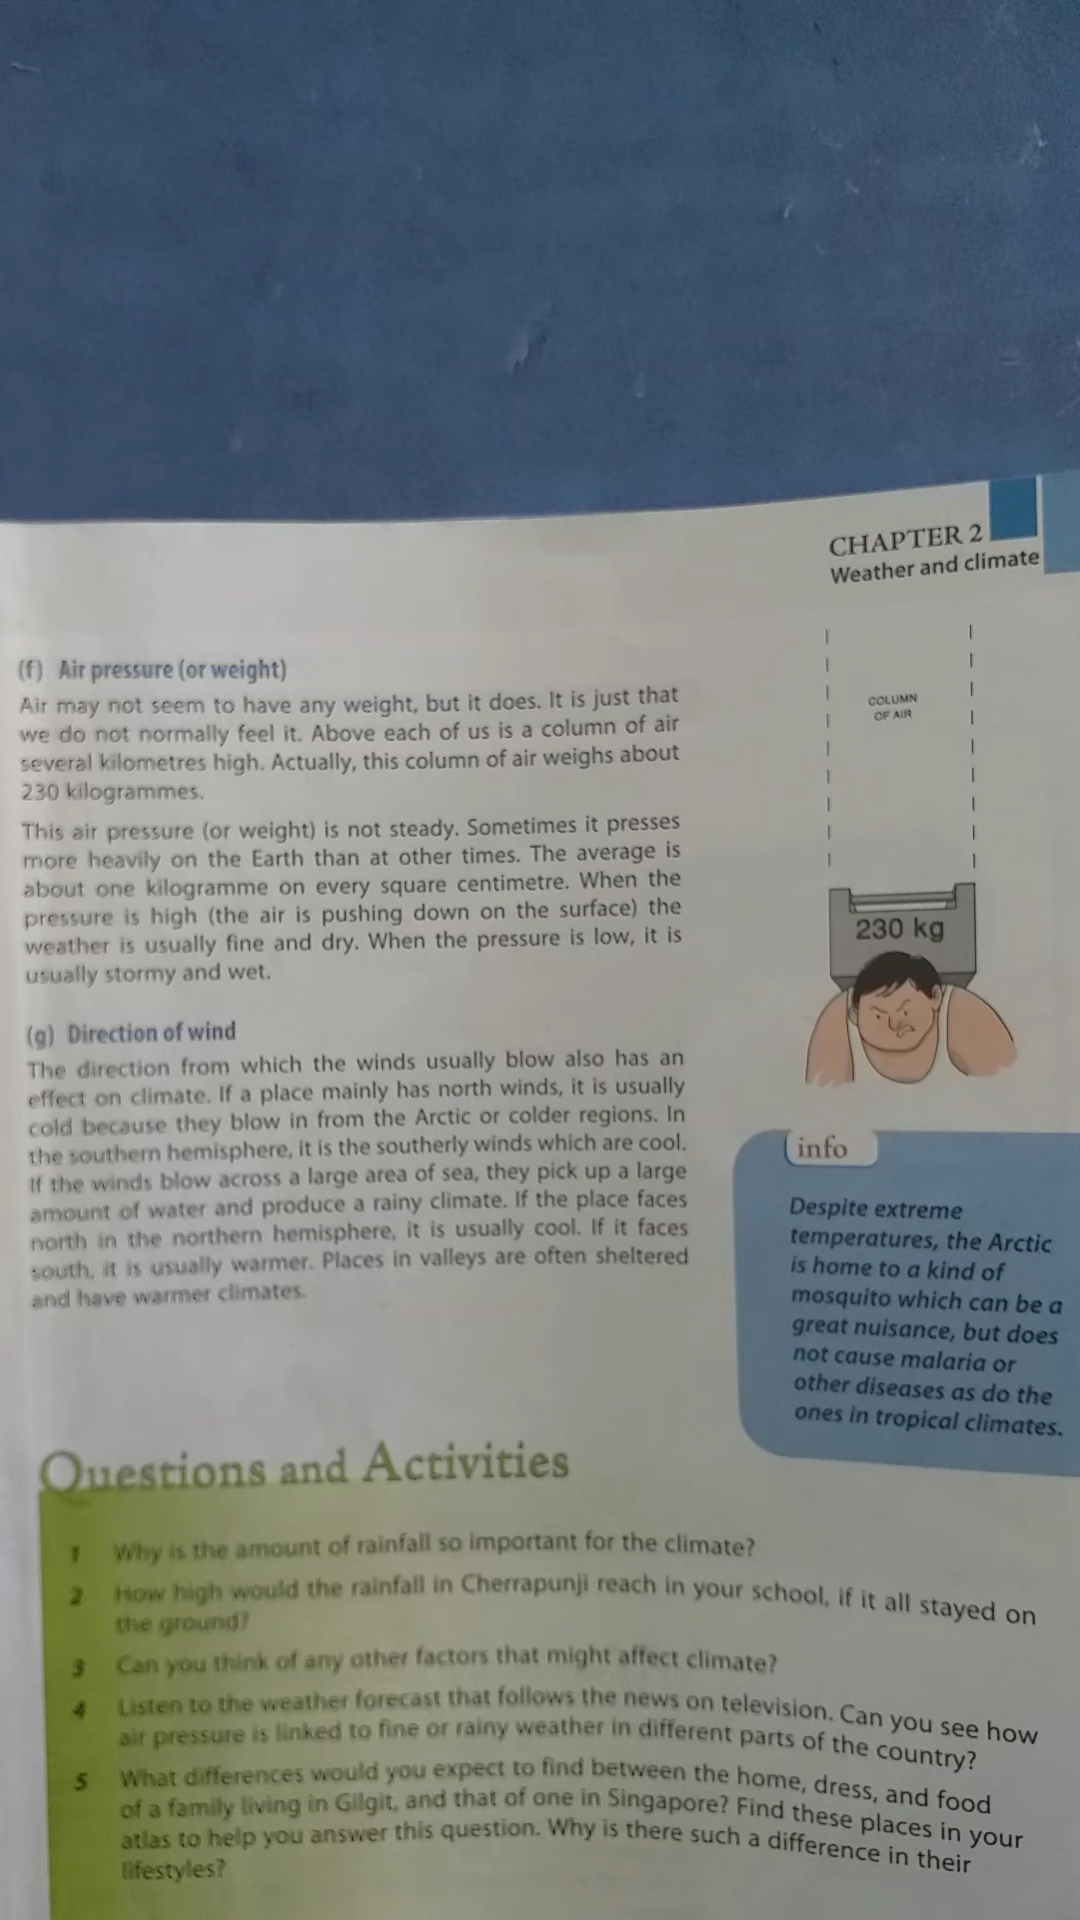 CHAPTER 2
Weather and climate
(f) Air pressure (or weight)
Air may not seem to have any weight, but it does. It is just that
we do not normally feel it. Above each of us is a column of air
several kilometres high. Actually, this column of air weighs about
230 kilogrammes.
This air pressure (or weight) is not steady. Sometimes it presses
more heavily on the Earth than at other times. The average is
about one kilogramme on every square centimetre. When the
pressure is high (the air is pushing down on the surface) the
weather is usually fine and dry. When the pressure is low, it is
usually stormy and wet.
(g) Direction of wind
The direction from which the winds usually blow also has an
effect on climate. If a place mainly has north winds, it is usually
cold because they blow in from the Arctic or colder regions. In
the southern hemisphere, it is the southerly winds which are cool.
If the winds blow across a large area of sea, they pick up a large
amount of water and produce a rainy climate. If the place faces
north in the northern hemisphere, it is usually cool. If it faces
south, it is usually warmer. Places in valleys are often sheltered
and have warmer climates.
COLUMN
OF AIR
230 kg
info
Despite extreme
temperatures, the Arctic
is home to a kind of
mosquito which can be a
great nuisance, but does
not cause malaria or
other diseases as do the
ones in tropical climates.
Questions and Activities
1 Why is the amount of rainfall so important for the climate?
2 How high would the rainfall in Cherrapunji reach in your school, if it all stayed on
the ground?
3 Can you think of any other factors that might affect climate?
4 Listen to the weather forecast that follows the news on television. Can you see how
air pressure is linked to fine or rainy weather in different parts of the country?
5 What differences would you expect to find between the home, dress, and food
of a family living in Gilgit, and that of one in Singapore? Find these places in your
atlas to help you answer this question. Why is there such a difference in their
lifestyles?